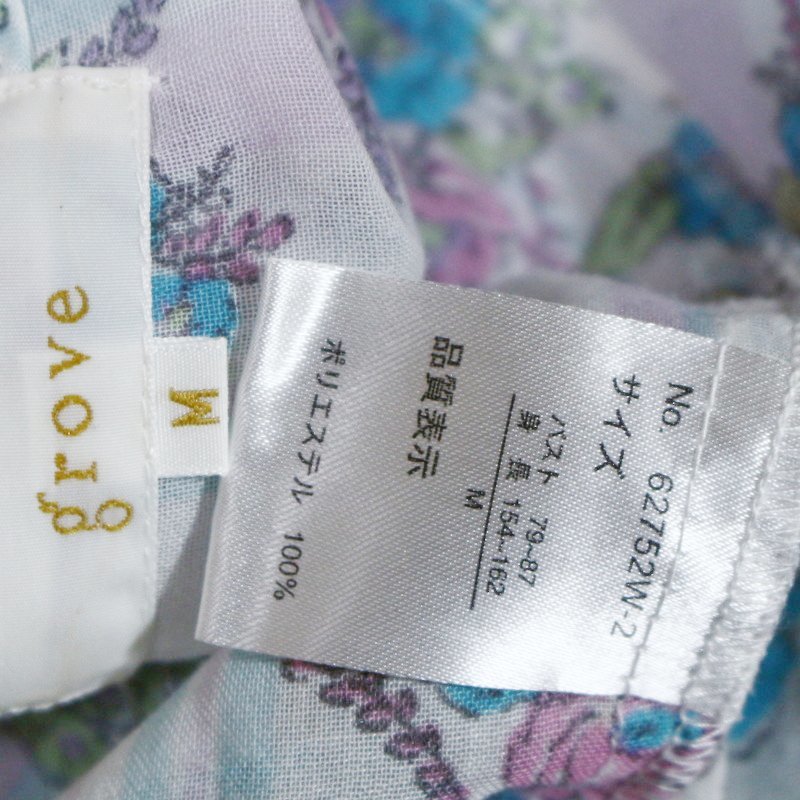 grove
M
No. 62752W-2
サイズ
バスト 79~87
身長 154~162
M
品質表示
ポリエステル 100%